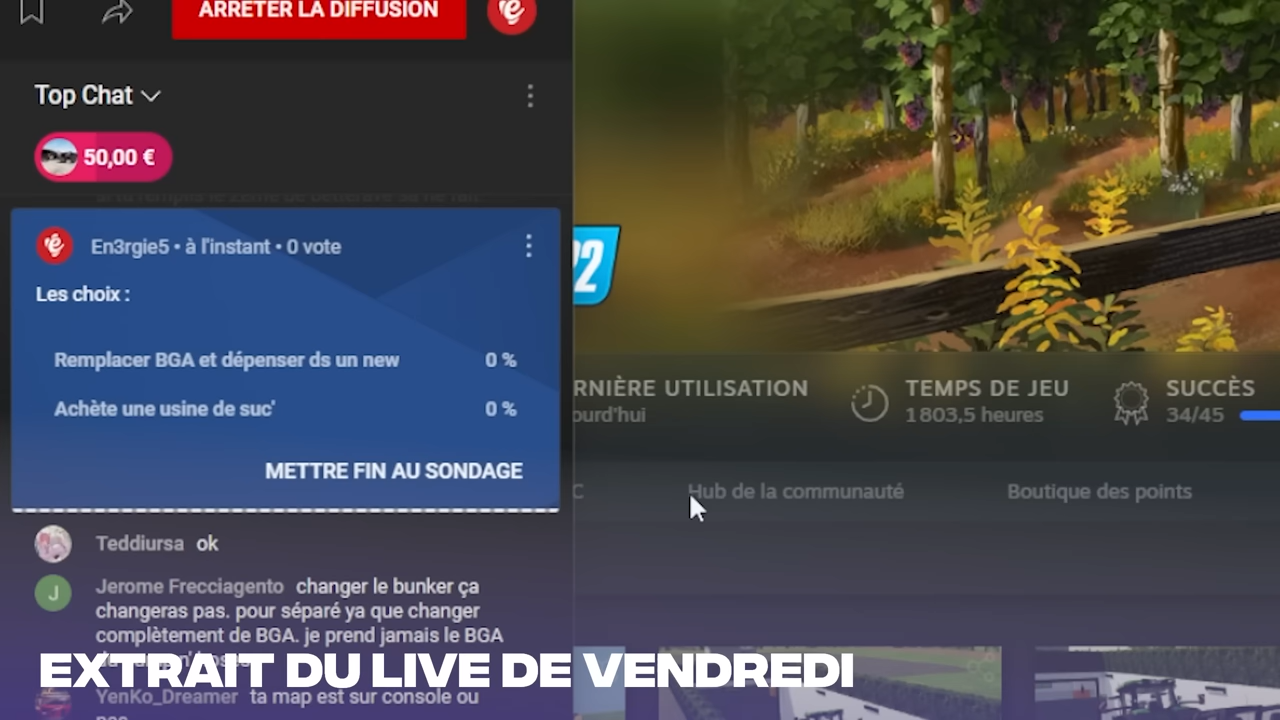 ARRETER LA DIFFUSION
Top Chat
50,00 €
En3rgie5 • à l'instant • 0 vote
Les choix :
Remplacer BGA et dépenser ds un new 0 %
Achète une usine de suc' 0 %
METTRE FIN AU SONDAGE
Teddiursa ok
Jerome Frecciagento changer le bunker ça
changeras pas. pour séparé ya que changer
complètement de BGA. je prend jamais le BGA
EXTRAIT DU LIVE DE VENDREDI
YenKo_Dreamer ta map est sur console ou
22
RNIÈRE UTILISATION
ourd'hui
TEMPS DE JEU
1 803,5 heures
SUCCÈS
34/45
C
Hub de la communauté
Boutique des points